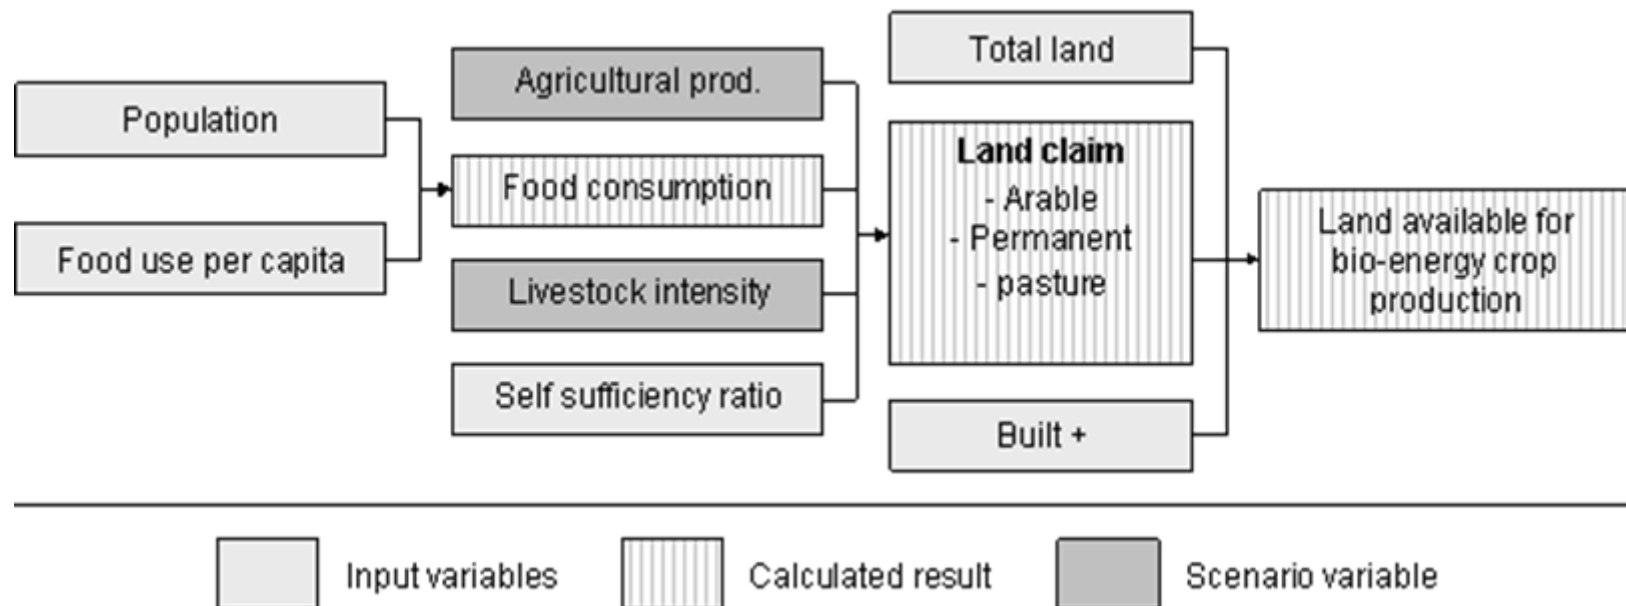 Population
Food use per capita
Agricultural prod.
Food consumption
Livestock intensity
Self sufficiency ratio
Total land
Land claim
- Arable
- Permanent
- pasture
Built +
Land available for
bio-energy crop
production
Input variables
Calculated result
Scenario variable